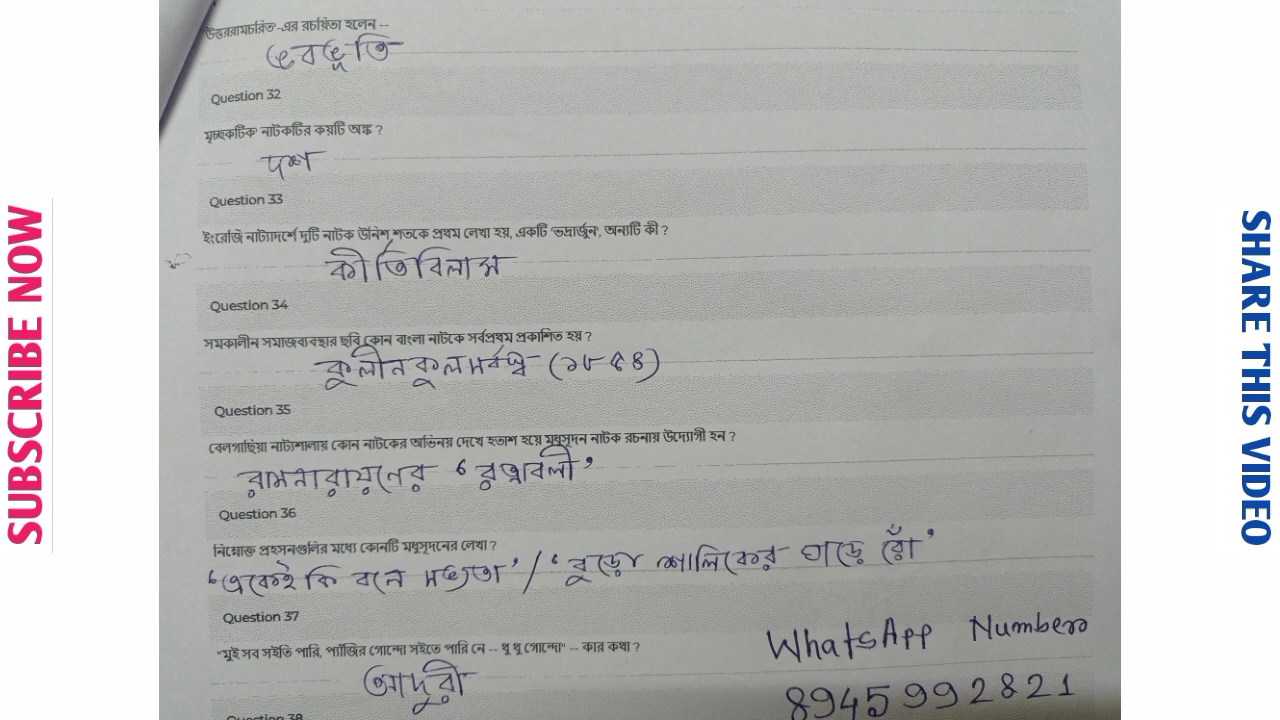 উত্তররামচরিত'-এর রচয়িতা হলেন --
ভবভূতি
Question 32
মৃচ্ছকটিক' নাটকটির কয়টি অঙ্ক ?
দশ
Question 33
ইংরেজি নাট্যাদর্শে দুটি নাটক উনিশ শতকে প্রথম লেখা হয়, একটি 'ভদ্রার্জুন', অন্যটি কী ?
কীর্তিবিলাস
Question 34
সমকালীন সমাজব্যবস্থার ছবি কোন বাংলা নাটকে সর্বপ্রথম প্রকাশিত হয় ?
কুলীনকুলসর্বস্ব (১৮৫৪)
Question 35
বেলগাছিয়া নাট্যশালায় কোন নাটকের অভিনয় দেখে হতাশ হয়ে মধুসূদন নাটক রচনায় উদ্যোগী হন ?
রামনারায়ণের 'রত্নাবলী'
Question 36
নিম্নোক্ত প্রহসনগুলির মধ্যে কোনটি মধুসূদনের লেখা ?
'একেই কি বলে সভ্যতা' / 'বুড়ো শালিকের ঘাড়ে রোঁ'
Question 37
"মুই সব সইতি পারি, প্যাঁজির গোন্দো সইতে পারি নে -- থু থু গোন্দো" -- কার কথা ?
আদুরী
WhatsApp Number
8945992821
Question 38
SUBSCRIBE NOW
SHARE THIS VIDEO